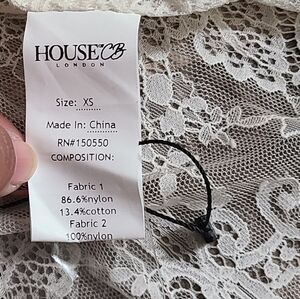 HOUSE OF CB
LONDON
Size: XS
Made In: China
RN#150550
COMPOSITION:
Fabric 1
86.6%nylon
13.4%cotton
Fabric 2
100%nylon